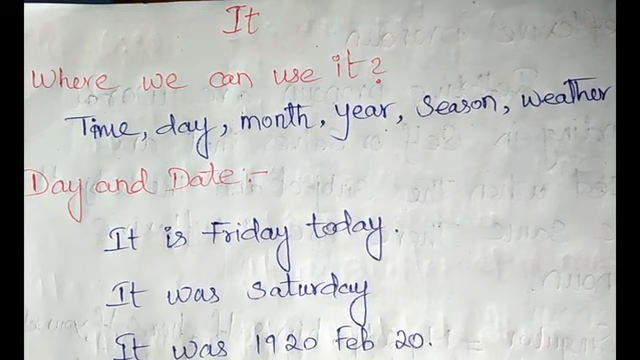 It
Where we can use it?
Time, day, month, year, season, weather
Day and Date :-
It is Friday today.
It was Saturday
It was 1920 Feb 20.